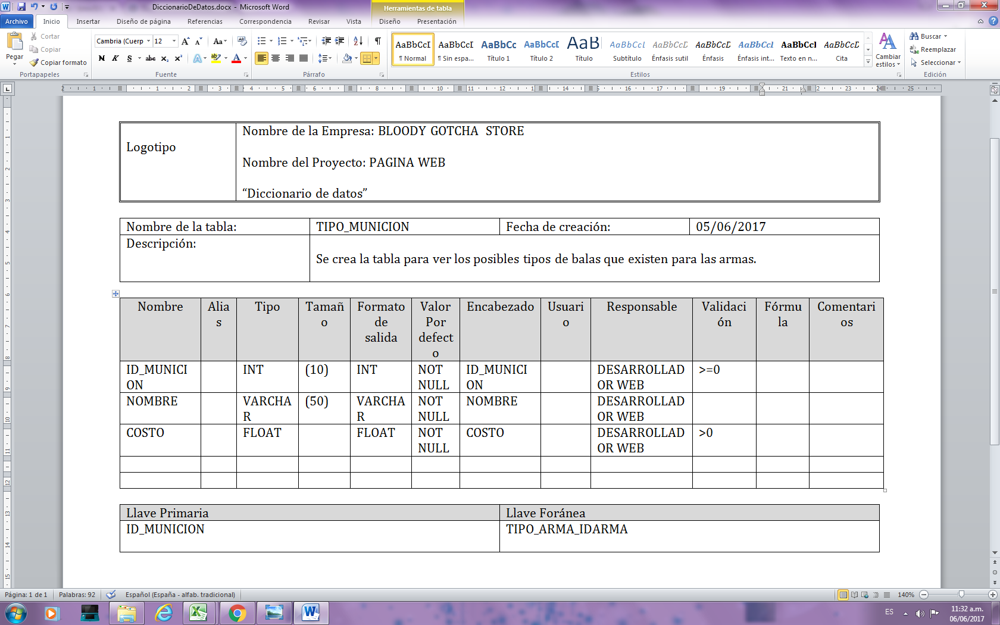 DiccionarioDeDatos.docx - Microsoft Word
Herramientas de tabla
Archivo Inicio Insertar Diseño de página Referencias Correspondencia Revisar Vista Diseño Presentación
Pegar
Cortar
Copiar
Copiar formato
Portapapeles
Cambria (Cuerp 12
Fuente
Párrafo
AaBbCcI AaBbCcI AaBbCc AaBbCcD AaB AaBbCcI AaBbCcD AaBbCcD AaBbCcI AaBbCcI AaBbCcD
¶ Normal ¶ Sin espa... Título 1 Título 2 Título Subtítulo Énfasis sutil Énfasis Énfasis int... Texto en n... Cita
Estilos
Cambiar
estilos
Buscar
Reemplazar
Seleccionar
Edición
Logotipo
Nombre de la Empresa: BLOODY GOTCHA STORE
Nombre del Proyecto: PAGINA WEB
“Diccionario de datos”
Nombre de la tabla: TIPO_MUNICION Fecha de creación: 05/06/2017
Descripción:
Se crea la tabla para ver los posibles tipos de balas que existen para las armas.
Nombre Alia Tipo Tamañ Formato Valor Encabezado Usuari Responsable Validaci Fórmu Comentari
s o de Por o ón la os
salida defect
o
ID_MUNICI INT (10) INT NOT ID_MUNICI DESARROLLAD >=0
ON NULL ON OR WEB
NOMBRE VARCHA (50) VARCHA NOT NOMBRE DESARROLLAD
R R NULL OR WEB
COSTO FLOAT FLOAT NOT COSTO DESARROLLAD >0
NULL OR WEB
Llave Primaria Llave Foránea
ID_MUNICION TIPO_ARMA_IDARMA
Página: 1 de 1 Palabras: 92 Español (España - alfab. tradicional) 140%
ES 11:32 a.m.
06/06/2017